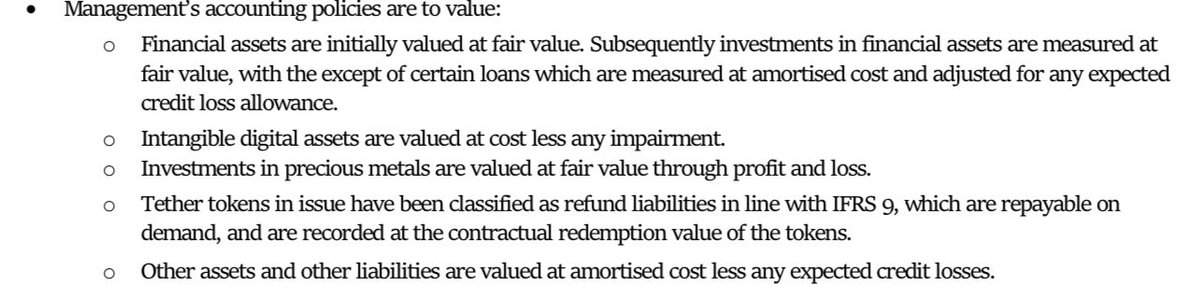 • Management's accounting policies are to value:
o Financial assets are initially valued at fair value. Subsequently investments in financial assets are measured at
fair value, with the except of certain loans which are measured at amortised cost and adjusted for any expected
credit loss allowance.
o Intangible digital assets are valued at cost less any impairment.
o Investments in precious metals are valued at fair value through profit and loss.
o Tether tokens in issue have been classified as refund liabilities in line with IFRS 9, which are repayable on
demand, and are recorded at the contractual redemption value of the tokens.
o Other assets and other liabilities are valued at amortised cost less any expected credit losses.